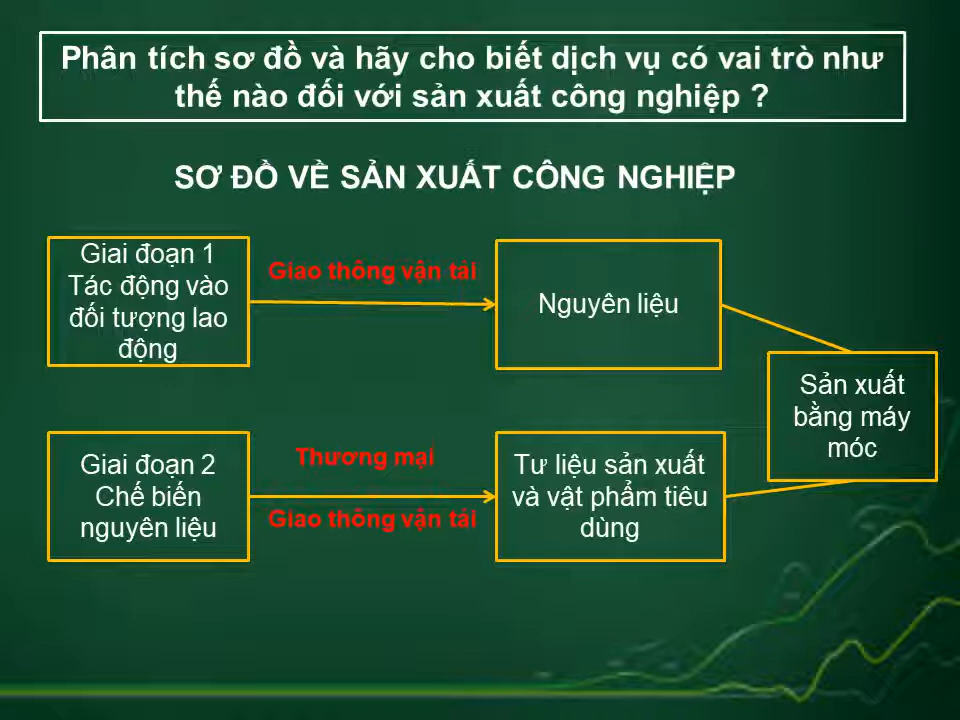 Phân tích sơ đồ và hãy cho biết dịch vụ có vai trò như
thế nào đối với sản xuất công nghiệp ?
SƠ ĐỒ VỀ SẢN XUẤT CÔNG NGHIỆP
Giai đoạn 1
Tác động vào
đối tượng lao
động
Giao thông vận tải
Nguyên liệu
Sản xuất
bằng máy
móc
Giai đoạn 2
Chế biến
nguyên liệu
Thương mại
Giao thông vận tải
Tư liệu sản xuất
và vật phẩm tiêu
dùng